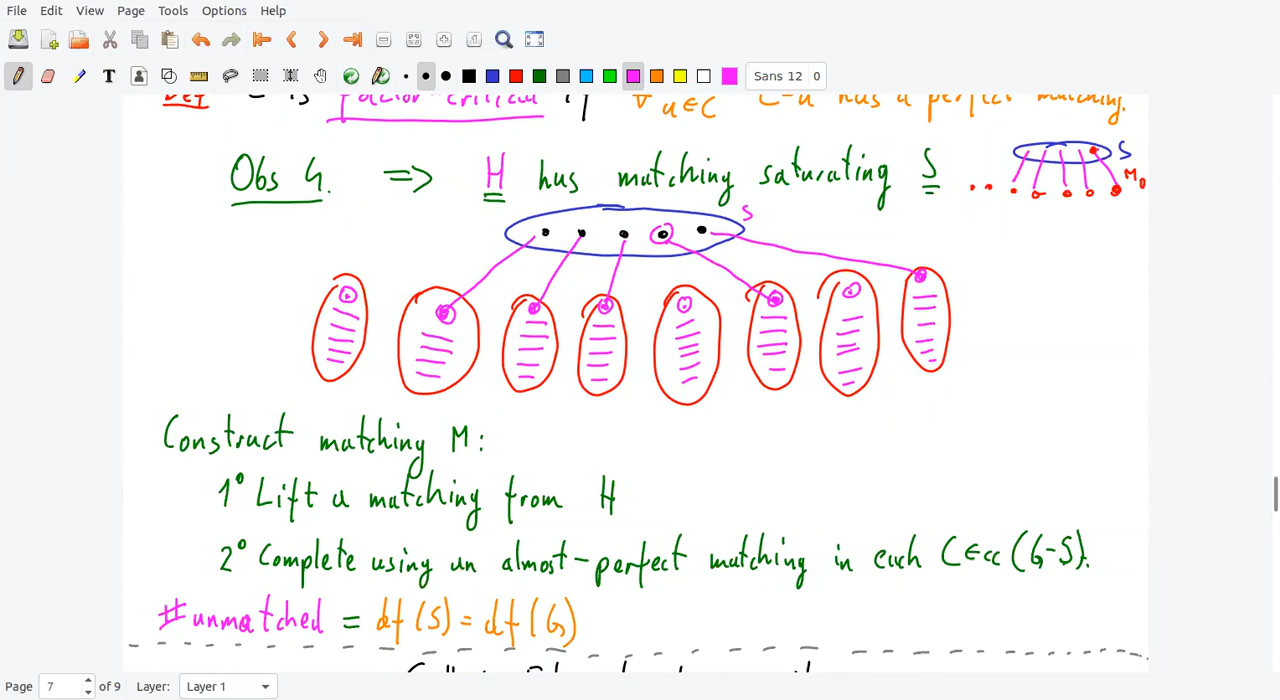 File Edit View Page Tools Options Help
Sans 12 0
Def C is factor-critical if ∀ u∈C C-u has a perfect matching.
Obs 4. => H has matching saturating S
S
M0
S
Construct matching M:
1° Lift a matching from H
2° Complete using an almost-perfect matching in each C∈cc(G-S).
#unmatched = df(S) = df(G)
Page 7 of 9 Layer: Layer 1